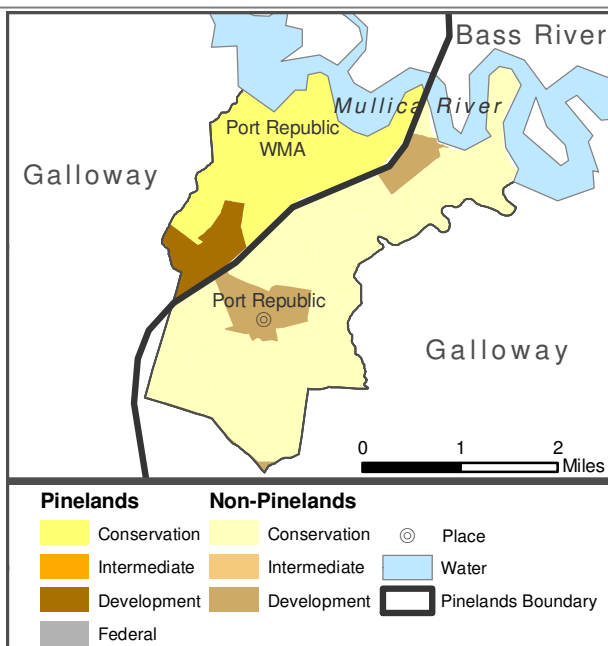 Bass River
Mullica River
Port Republic
WMA
Galloway
Port Republic
Galloway
0 1 2
Miles
Pinelands Non-Pinelands
Conservation Conservation Place
Intermediate Intermediate Water
Development Development Pinelands Boundary
Federal